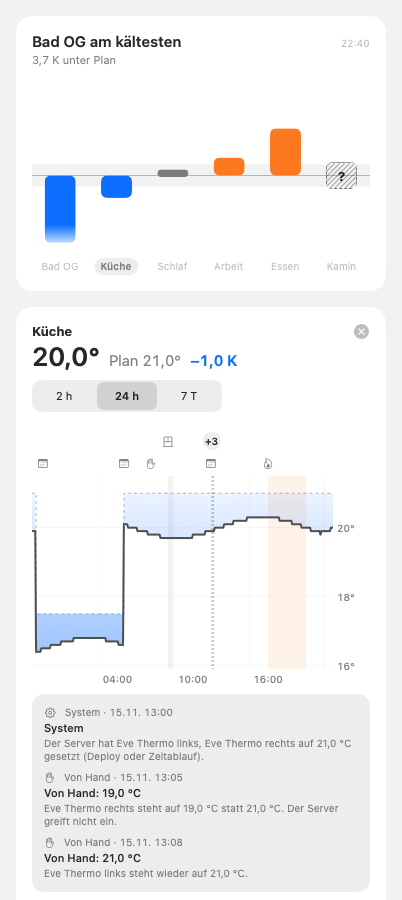 Bad OG am kältesten
22:40
3,7 K unter Plan
?
Bad OG Küche Schlaf Arbeit Essen Kamin
Küche
20,0° Plan 21,0° −1,0 K
2 h 24 h 7 T
+3
20°
18°
16°
04:00 10:00 16:00
System · 15.11. 13:00
System
Der Server hat Eve Thermo links, Eve Thermo rechts auf 21,0 °C
gesetzt (Deploy oder Zeitablauf).
Von Hand · 15.11. 13:05
Von Hand: 19,0 °C
Eve Thermo rechts steht auf 19,0 °C statt 21,0 °C. Der Server
greift nicht ein.
Von Hand · 15.11. 13:08
Von Hand: 21,0 °C
Eve Thermo links steht wieder auf 21,0 °C.